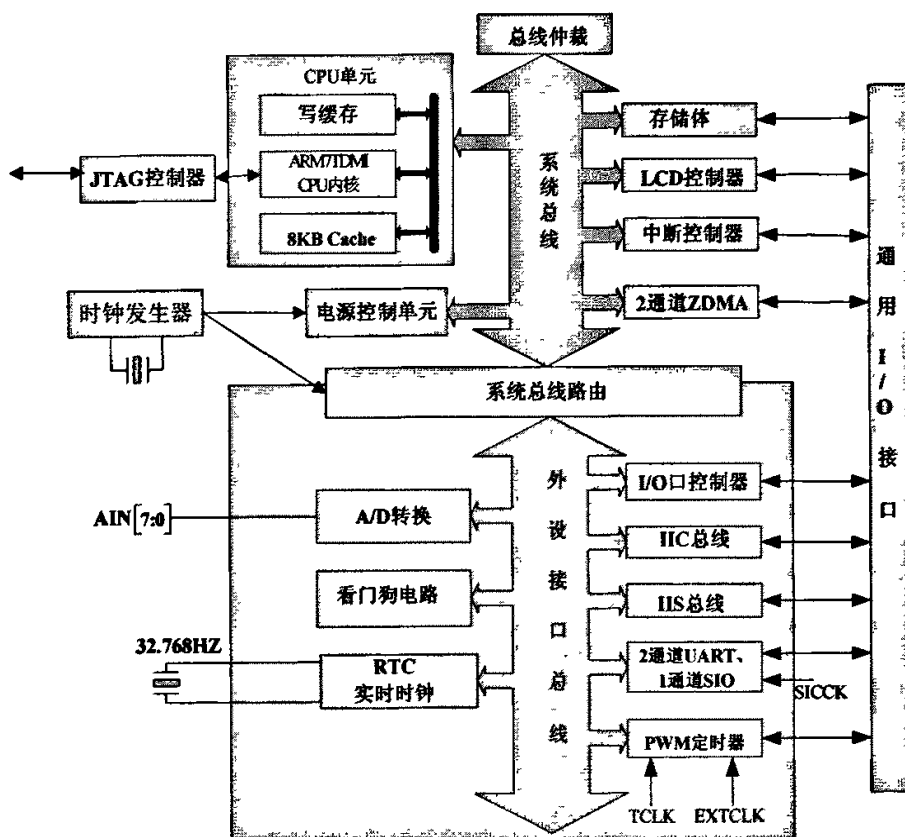 总线仲裁
CPU单元
写缓存
ARM7TDMI
CPU内核
8KB Cache
JTAG控制器
系统总线
存储体
LCD控制器
中断控制器
2通道ZDMA
通用I/O接口
时钟发生器
电源控制单元
系统总线路由
外设接口总线
AIN[7:0]
A/D转换
看门狗电路
32.768HZ
RTC
实时时钟
I/O口控制器
IIC总线
IIS总线
2通道UART、
1通道SIO
SICCK
PWM定时器
TCLK
EXTCLK